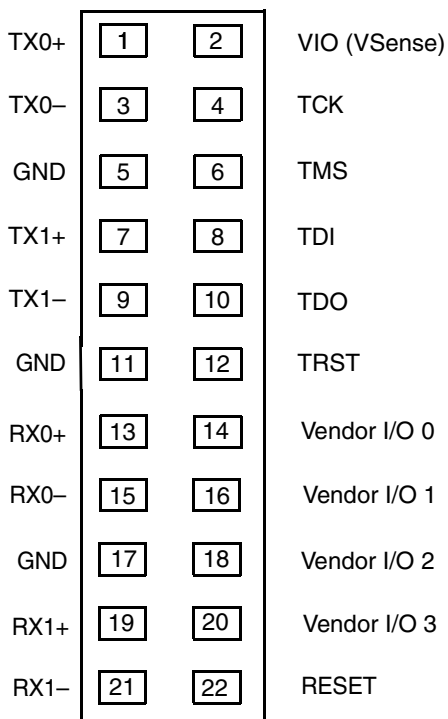 TX0+ 1 2 VIO (VSense)
TX0– 3 4 TCK
GND 5 6 TMS
TX1+ 7 8 TDI
TX1– 9 10 TDO
GND 11 12 TRST
RX0+ 13 14 Vendor I/O 0
RX0– 15 16 Vendor I/O 1
GND 17 18 Vendor I/O 2
RX1+ 19 20 Vendor I/O 3
RX1– 21 22 RESET